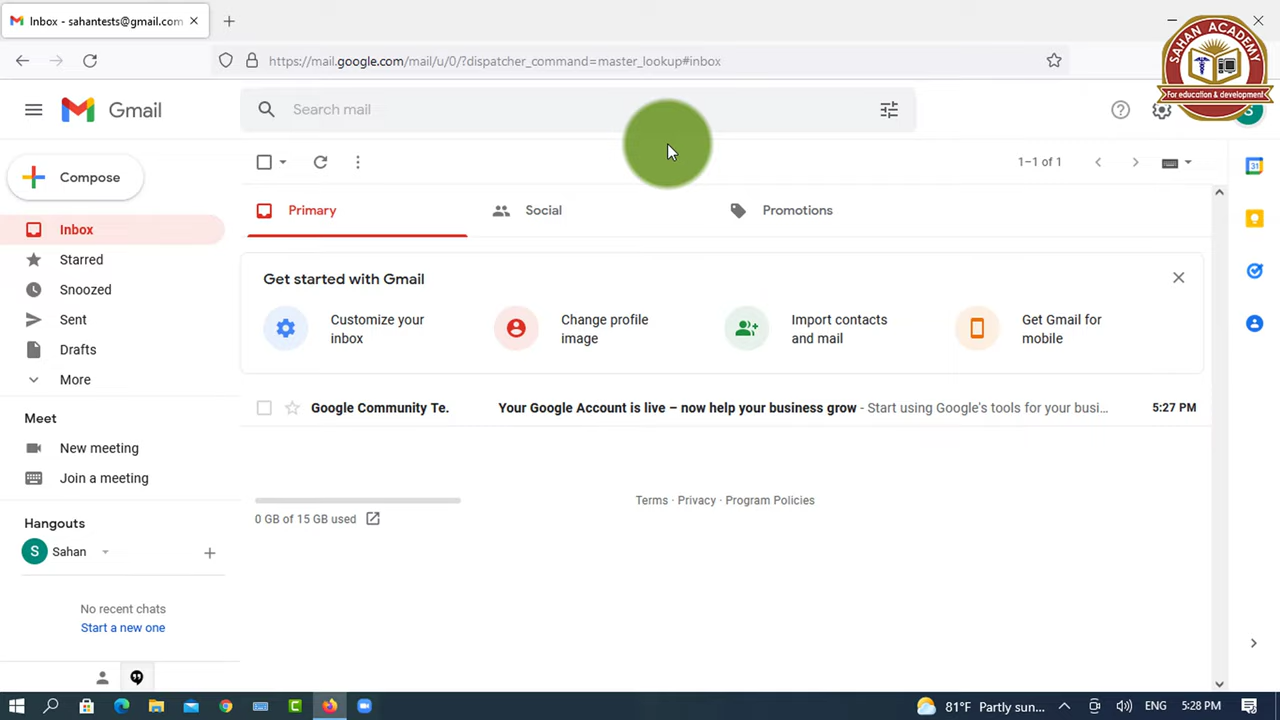 Inbox - sahantests@gmail.com
https://mail.google.com/mail/u/0/?dispatcher_command=master_lookup#inbox
SAHAN ACADEMY
For education & development
Gmail
Search mail
S
Compose
1–1 of 1
Inbox
Starred
Snoozed
Sent
Drafts
More
Primary
Social
Promotions
31
Get started with Gmail
Customize your
inbox
Change profile
image
Import contacts
and mail
Get Gmail for
mobile
Google Community Te. Your Google Account is live – now help your business grow - Start using Google's tools for your busi... 5:27 PM
Meet
New meeting
Join a meeting
Terms · Privacy · Program Policies
0 GB of 15 GB used
Hangouts
S Sahan
No recent chats
Start a new one
81°F Partly sun... ENG 5:28 PM